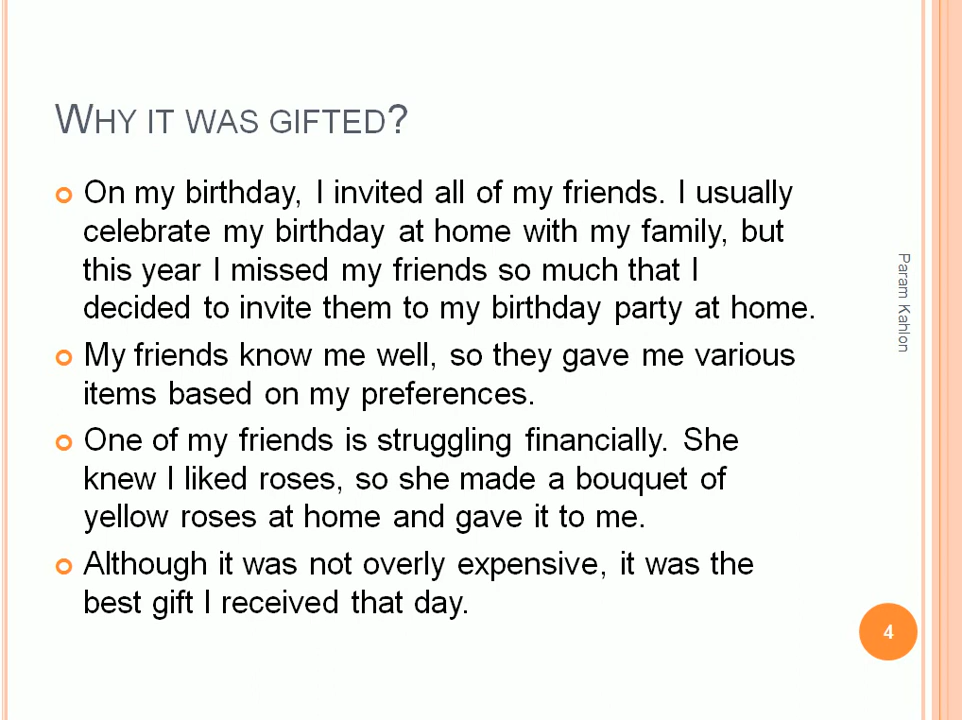 WHY IT WAS GIFTED?
On my birthday, I invited all of my friends. I usually
celebrate my birthday at home with my family, but
this year I missed my friends so much that I
decided to invite them to my birthday party at home.
My friends know me well, so they gave me various
items based on my preferences.
One of my friends is struggling financially. She
knew I liked roses, so she made a bouquet of
yellow roses at home and gave it to me.
Although it was not overly expensive, it was the
best gift I received that day.
Param Kahlon
4